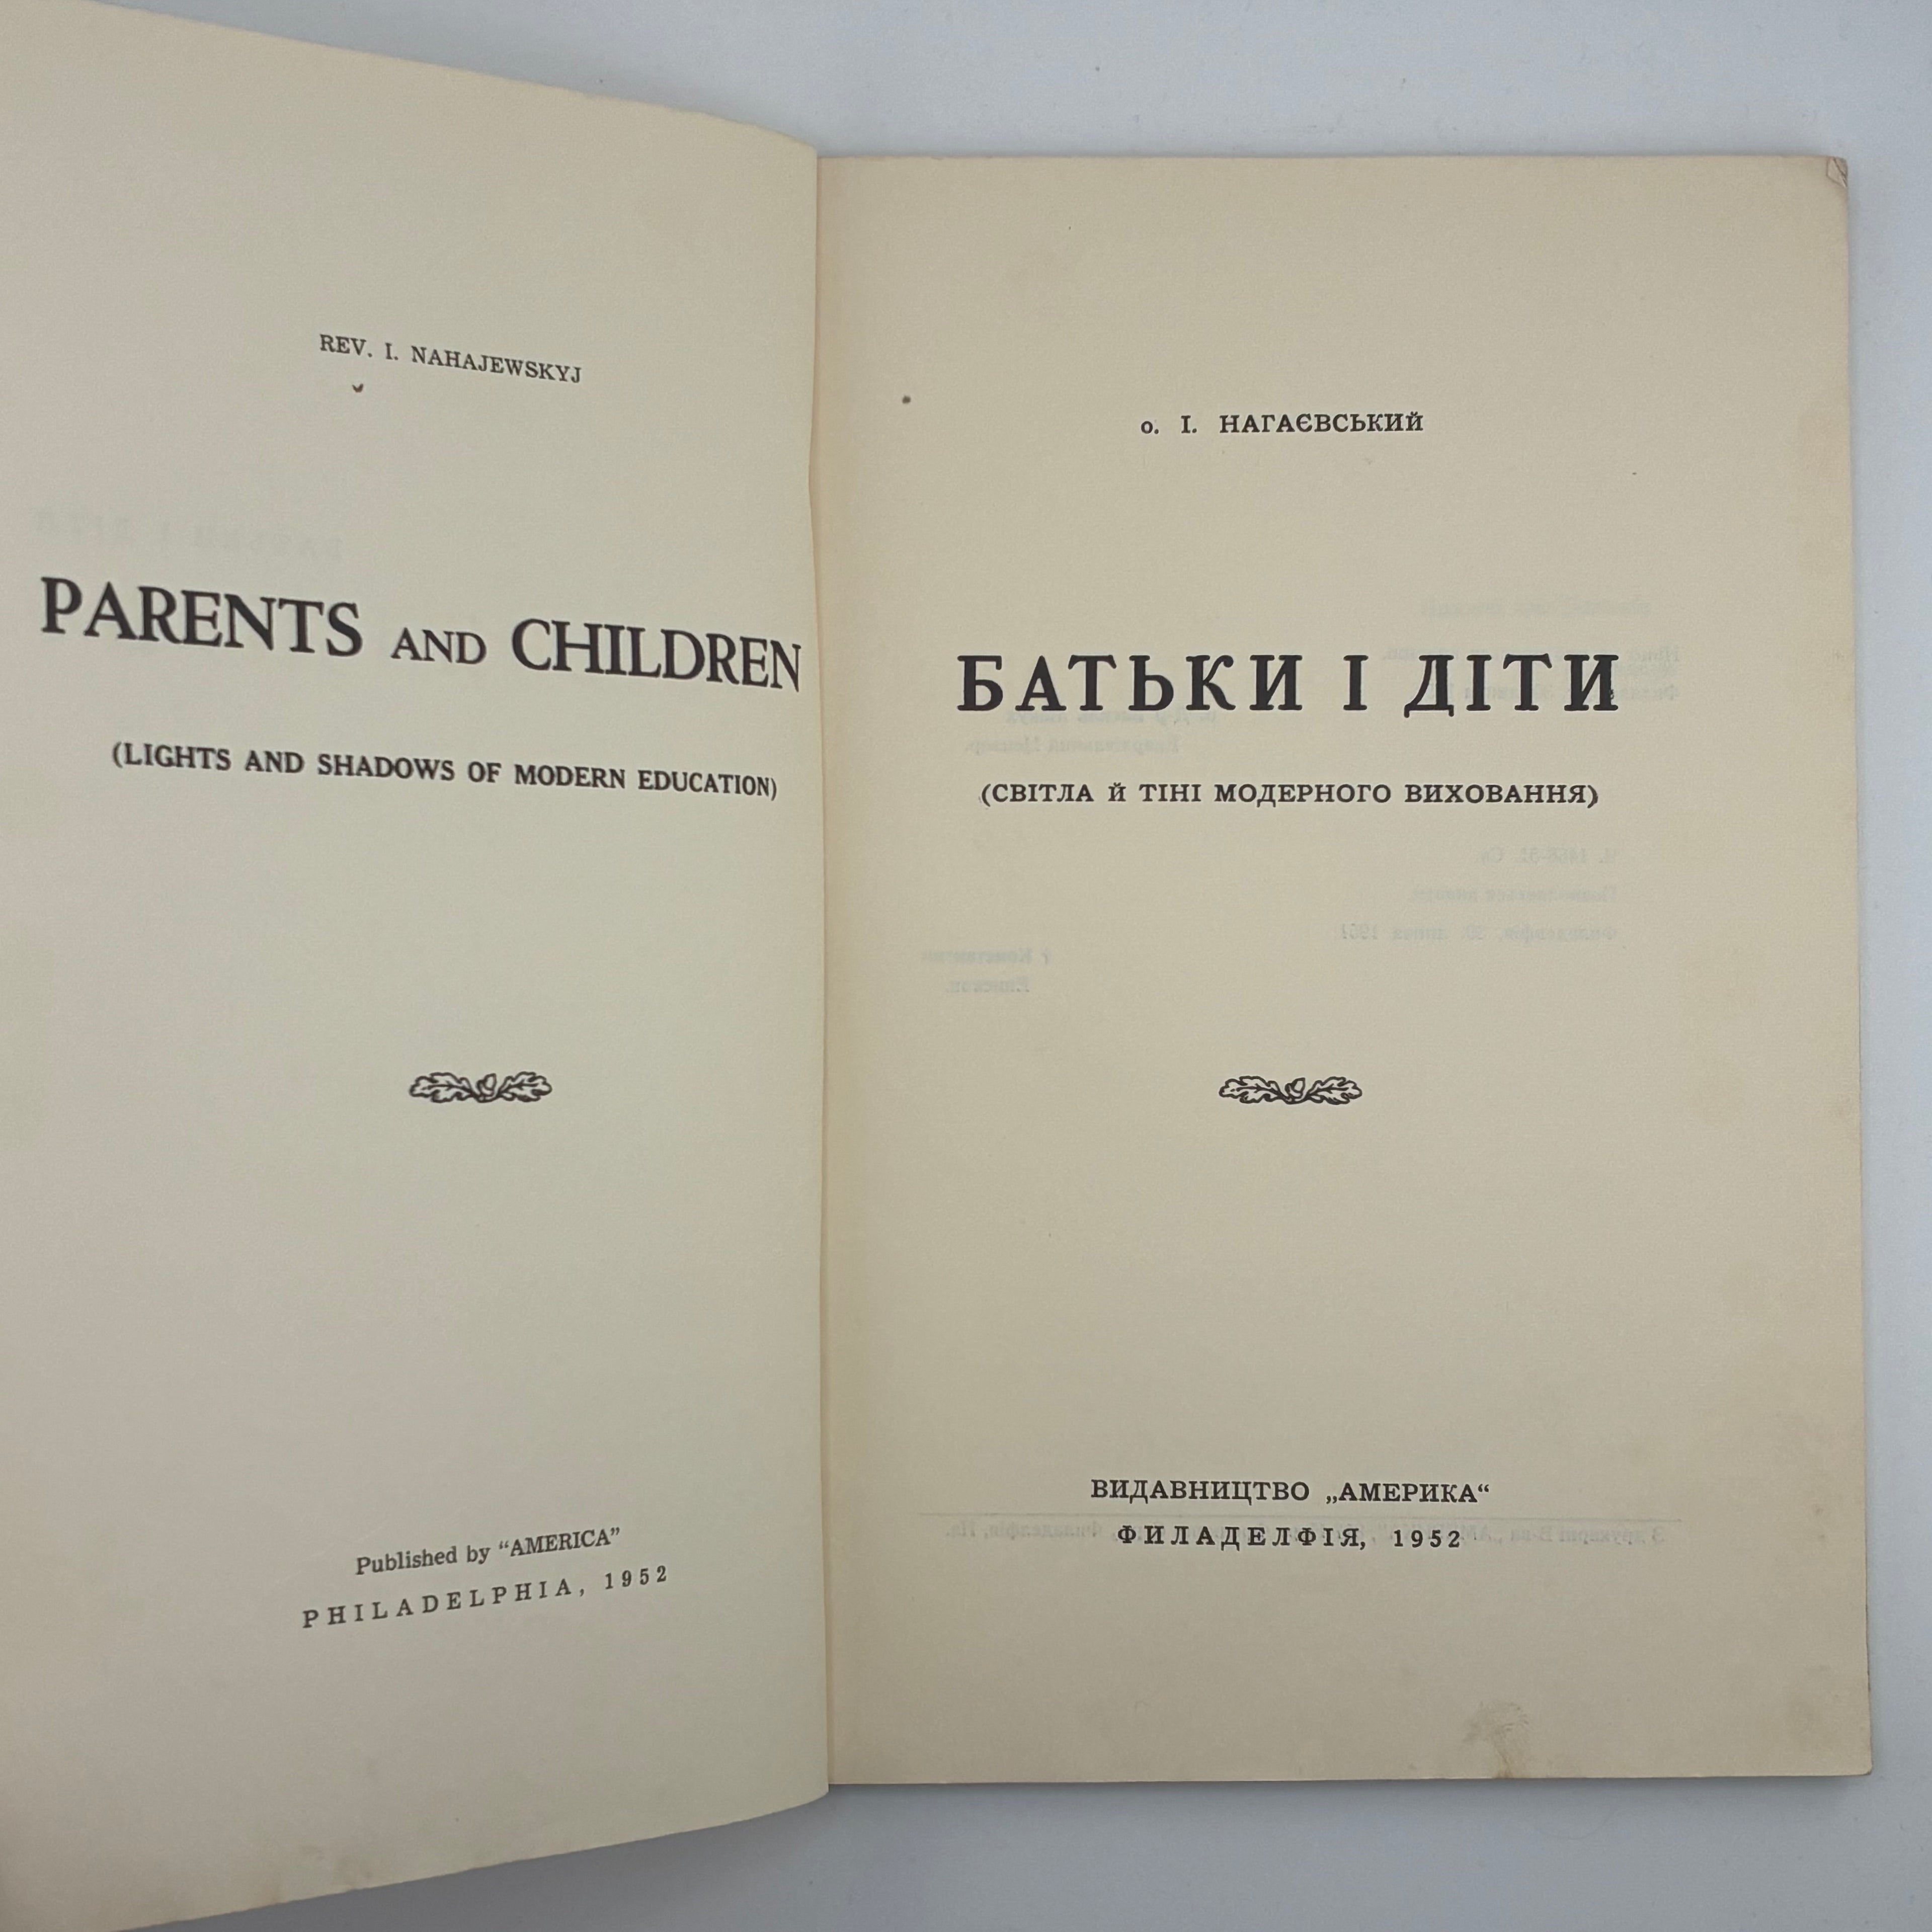 REV. I. NAHAJEWSKYJ
PARENTS AND CHILDREN
(LIGHTS AND SHADOWS OF MODERN EDUCATION)
Published by “AMERICA”
PHILADELPHIA, 1952
о. І. НАГАЄВСЬКИЙ
БАТЬКИ І ДІТИ
(СВІТЛА Й ТІНІ МОДЕРНОГО ВИХОВАННЯ)
ВИДАВНИЦТВО „АМЕРИКА“
ФИЛАДЕЛФІЯ, 1952